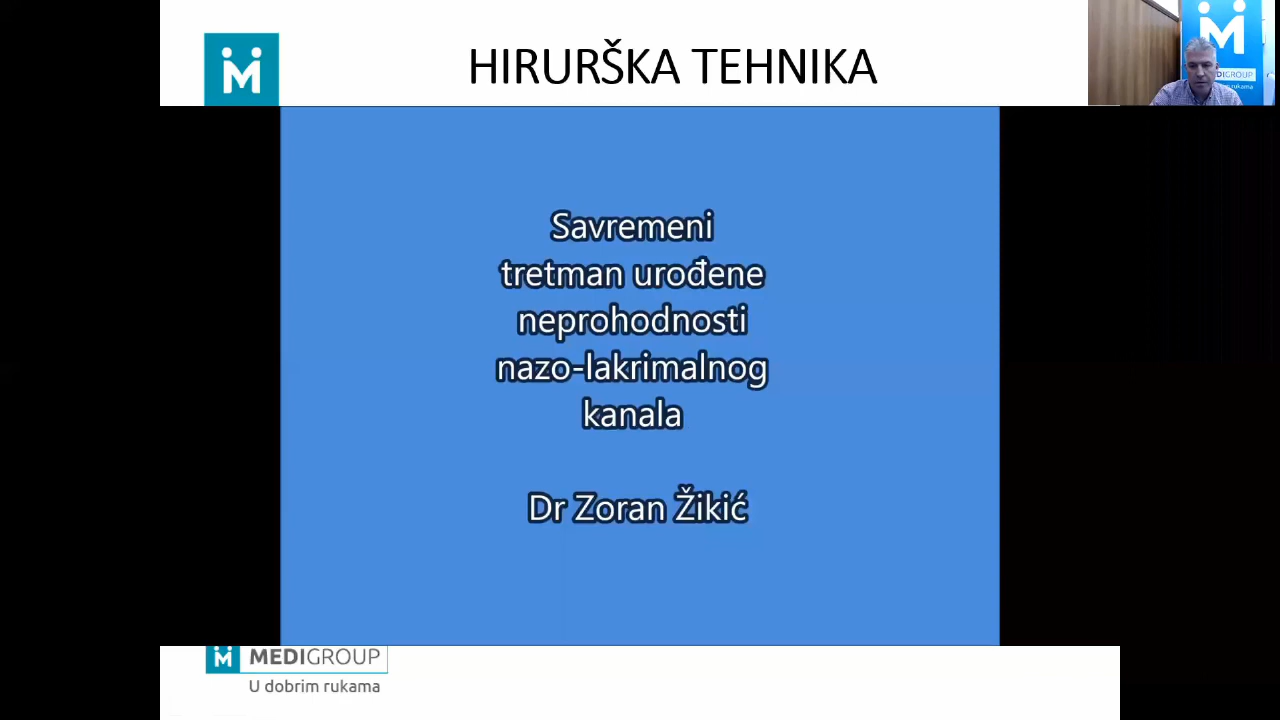 HIRURŠKA TEHNIKA
Savremeni
tretman urođene
neprohodnosti
nazo-lakrimalnog
kanala
Dr Zoran Žikić
MEDIGROUP
U dobrim rukama